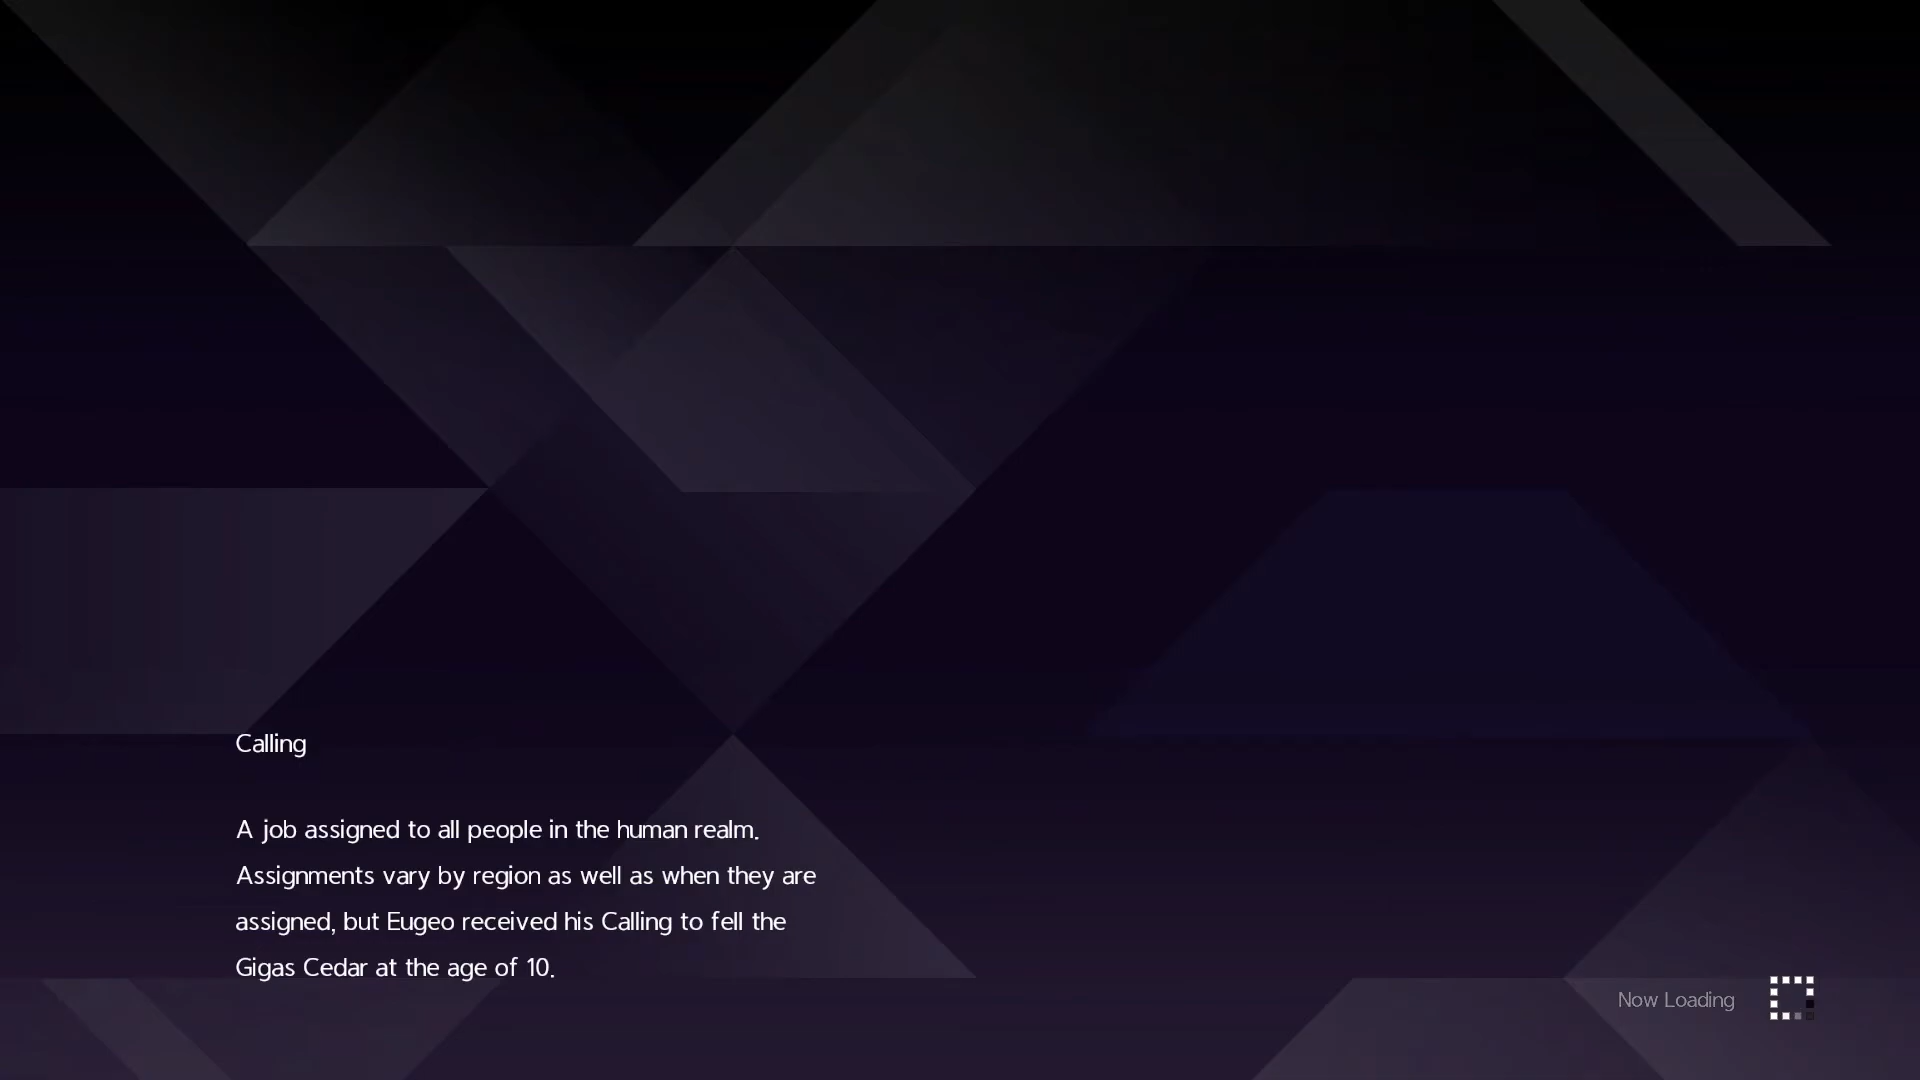 Calling
A job assigned to all people in the human realm.
Assignments vary by region as well as when they are
assigned, but Eugeo received his Calling to fell the
Gigas Cedar at the age of 10.
Now Loading